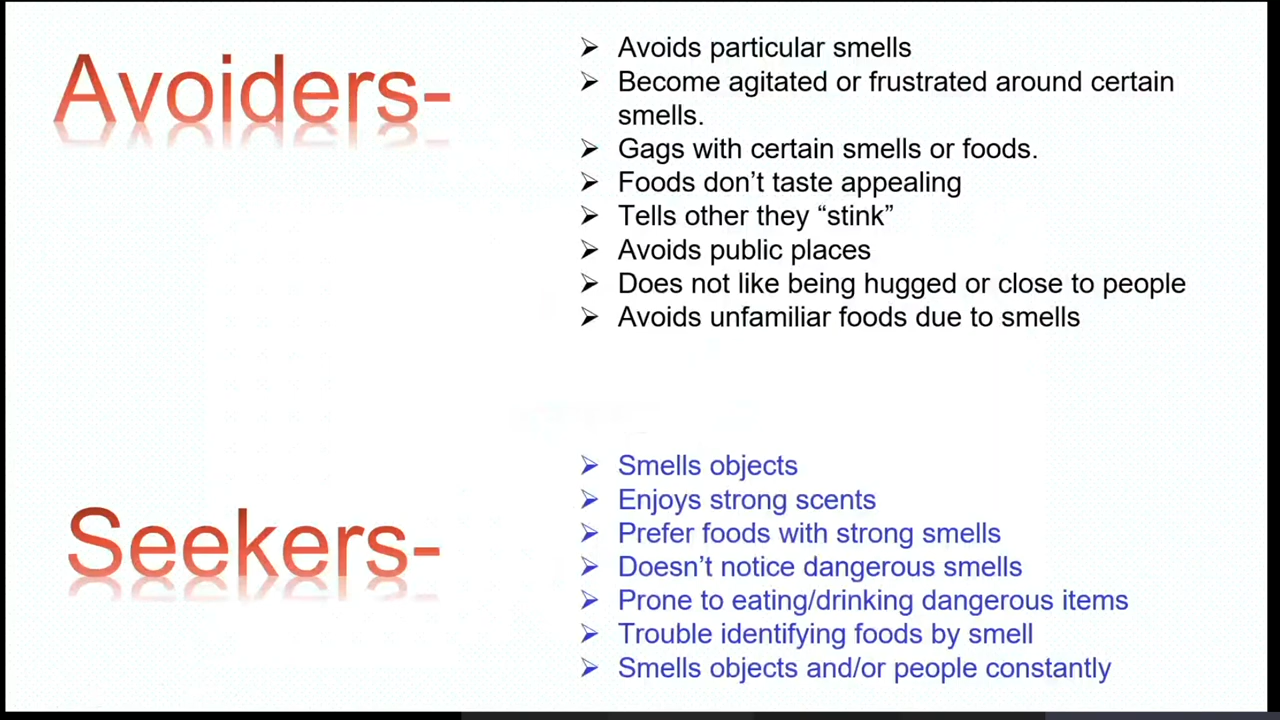 Avoiders-
➢ Avoids particular smells
➢ Become agitated or frustrated around certain
smells.
➢ Gags with certain smells or foods.
➢ Foods don’t taste appealing
➢ Tells other they “stink”
➢ Avoids public places
➢ Does not like being hugged or close to people
➢ Avoids unfamiliar foods due to smells
Seekers-
➢ Smells objects
➢ Enjoys strong scents
➢ Prefer foods with strong smells
➢ Doesn’t notice dangerous smells
➢ Prone to eating/drinking dangerous items
➢ Trouble identifying foods by smell
➢ Smells objects and/or people constantly